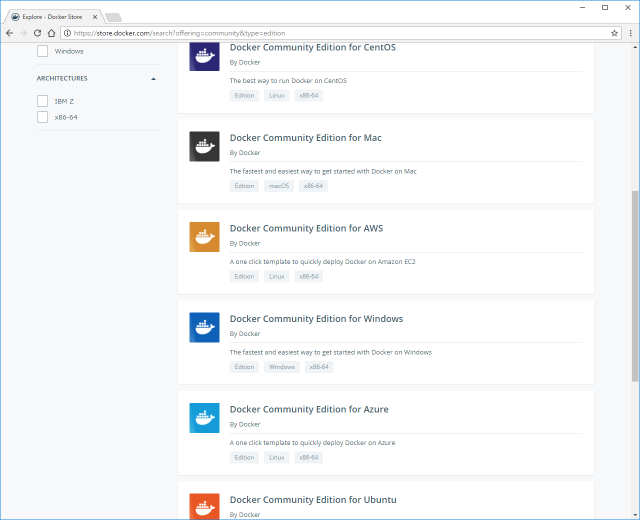 Explore - Docker Store
https://store.docker.com/search?offering=community&type=edition
Windows
ARCHITECTURES
IBM Z
x86-64
Docker Community Edition for CentOS
By Docker
The best way to run Docker on CentOS
Edition Linux x86-64
Docker Community Edition for Mac
By Docker
The fastest and easiest way to get started with Docker on Mac
Edition macOS x86-64
Docker Community Edition for AWS
By Docker
A one click template to quickly deploy Docker on Amazon EC2
Edition Linux x86-64
Docker Community Edition for Windows
By Docker
The fastest and easiest way to get started with Docker on Windows
Edition Windows x86-64
Docker Community Edition for Azure
By Docker
A one click template to quickly deploy Docker on Azure
Edition Linux x86-64
Docker Community Edition for Ubuntu
By Docker